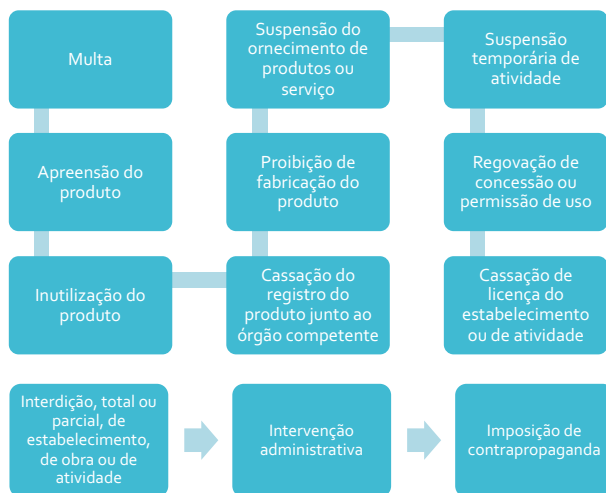 Multa
Apreensão do
produto
Inutilização do
produto
Cassação do
registro do
produto junto ao
órgão competente
Proibição de
fabricação do
produto
Suspensão do
ornecimento de
produtos ou
serviço
Suspensão
temporária de
atividade
Regovação de
concessão ou
permissão de uso
Cassação de
licença do
estabelecimento
ou de atividade
Interdição, total ou
parcial, de
estabelecimento,
de obra ou de
atividade
Intervenção
administrativa
Imposição de
contrapropaganda